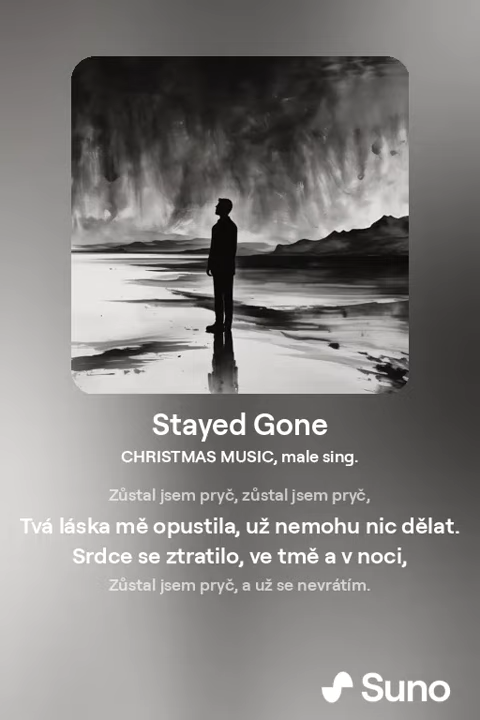 Stayed Gone
CHRISTMAS MUSIC, male sing.
Zůstal jsem pryč, zůstal jsem pryč,
Tvá láska mě opustila, už nemohu nic dělat.
Srdce se ztratilo, ve tmě a v noci,
Zůstal jsem pryč, a už se nevrátím.
Suno